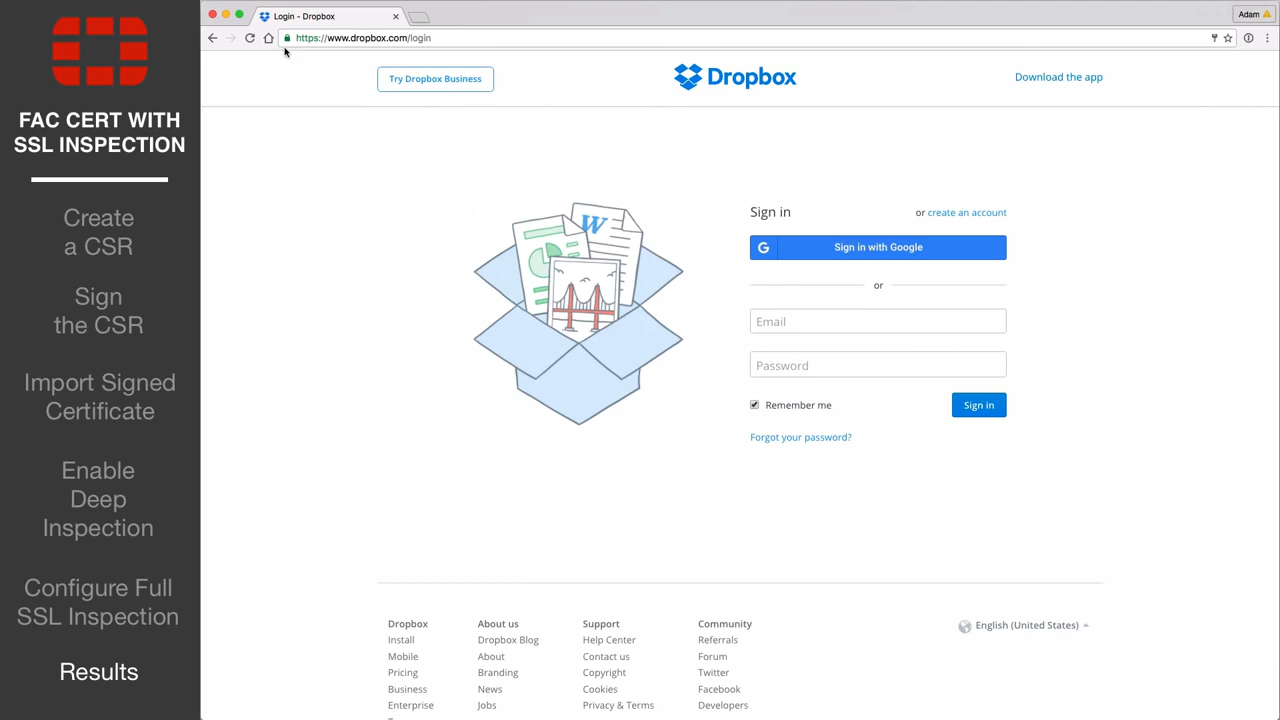 FAC CERT WITH
SSL INSPECTION
Create
a CSR
Sign
the CSR
Import Signed
Certificate
Enable
Deep
Inspection
Configure Full
SSL Inspection
Results
Login - Dropbox
Adam
https://www.dropbox.com/login
Try Dropbox Business
Dropbox
Download the app
W
Sign in
or create an account
G
Sign in with Google
or
Email
Password
Remember me
Sign in
Forgot your password?
Dropbox
Install
Mobile
Pricing
Business
Enterprise
About us
Dropbox Blog
About
Branding
News
Jobs
Support
Help Center
Contact us
Copyright
Cookies
Privacy & Terms
Community
Referrals
Forum
Twitter
Facebook
Developers
English (United States)